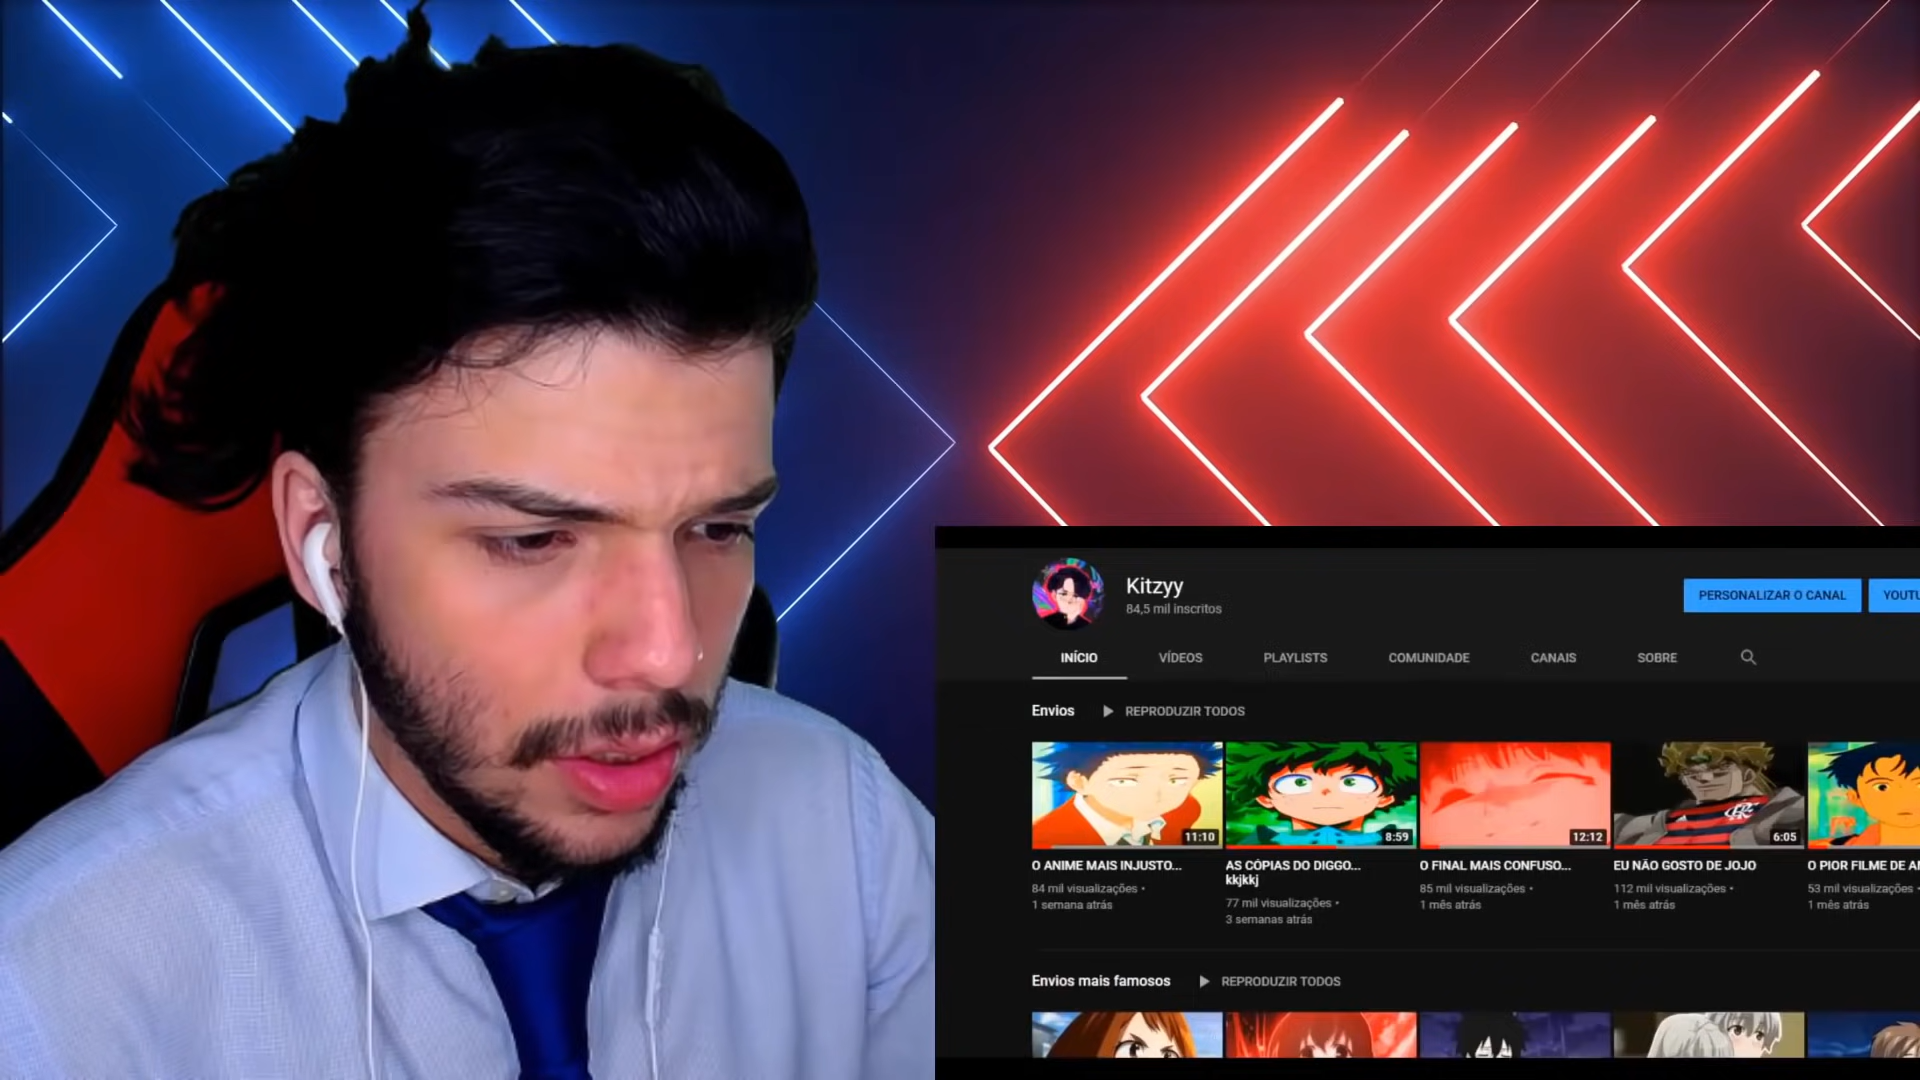 Kitzyy
84,5 mil inscritos
PERSONALIZAR O CANAL
INÍCIO VÍDEOS PLAYLISTS COMUNIDADE CANAIS SOBRE
Envios REPRODUZIR TODOS
11:10 8:59 12:12 6:05
O ANIME MAIS INJUSTO... AS CÓPIAS DO DIGGO... O FINAL MAIS CONFUSO... EU NÃO GOSTO DE JOJO O PIOR FILME DE
kkjkkj
84 mil visualizações • 85 mil visualizações • 112 mil visualizações • 53 mil visualizações •
77 mil visualizações •
1 semana atrás 1 mês atrás 1 mês atrás 1 mês atrás
3 semanas atrás
Envios mais famosos REPRODUZIR TODOS